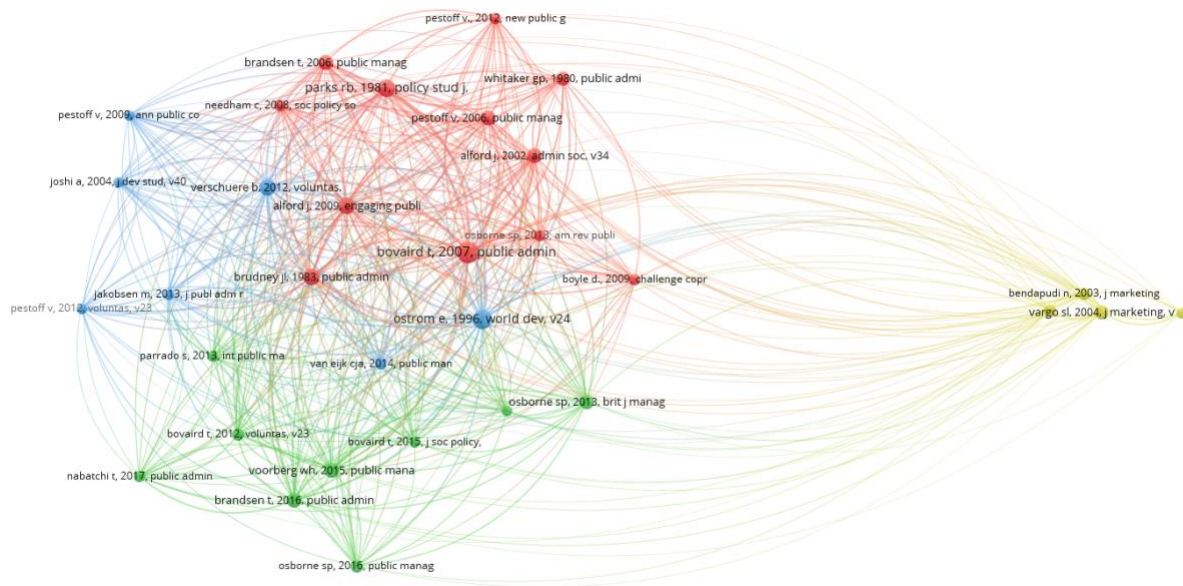 pestoff v., 2012, new public g
brandsen t, 2006, public manag
whitaker gp, 1980, public admi
parks rb, 1981, policy stud j.
needham c, 2008, soc policy so
pestoff v, 2009, ann public co
pestoff v, 2006, public manag
alford j, 2002, admin soc, v34
joshi a, 2004, j dev stud, v40
verschuere b, 2012, voluntas.
alford j, 2009, engaging publi
osborne sp, 2013, am rev publi
bovaird t, 2007, public admin
brudney jl, 1983, public admin
boyle d., 2009, challenge copr
jakobsen m, 2013, j publ adm r
bendapudi n, 2003, j marketing
pestoff v, 2012, voluntas, v23
vargo sl, 2004, j marketing, v
ostrom e, 1996, world dev, v24
parrado s, 2013, int public ma
van eijk cja, 2014, public man
osborne sp, 2013, brit j manag
bovaird t, 2012, voluntas, v23
bovaird t, 2015, j soc policy,
nabatchi t, 2017, public admin
voorberg wh, 2015, public mana
brandsen t, 2016, public admin
osborne sp, 2016, public manag